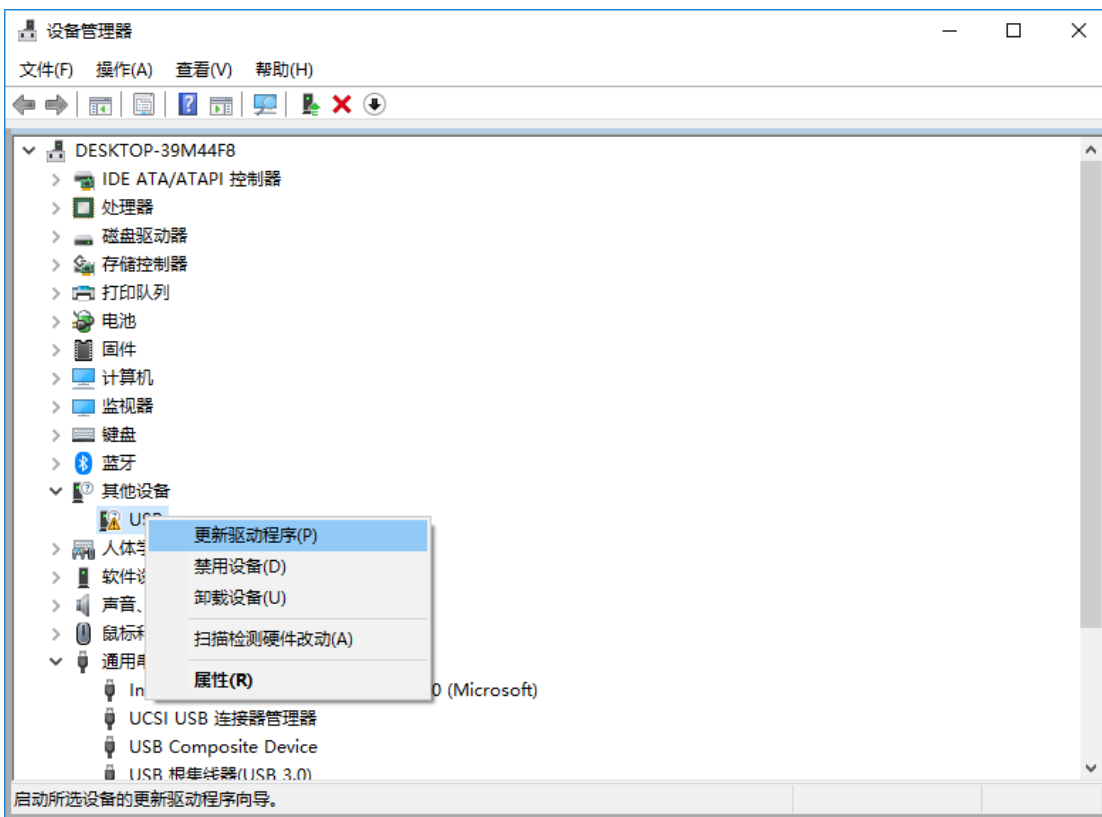 设备管理器
文件(F) 操作(A) 查看(V) 帮助(H)
DESKTOP-39M44F8
IDE ATA/ATAPI 控制器
处理器
磁盘驱动器
存储控制器
打印队列
电池
固件
计算机
监视器
键盘
蓝牙
其他设备
更新驱动程序(P)
人体
禁用设备(D)
软件
卸载设备(U)
声音、
鼠标
扫描检测硬件改动(A)
通用
属性(R)
In
0 (Microsoft)
UCSI USB 连接器管理器
USB Composite Device
USB 根集线器(USB 3.0)
启动所选设备的更新驱动程序向导。